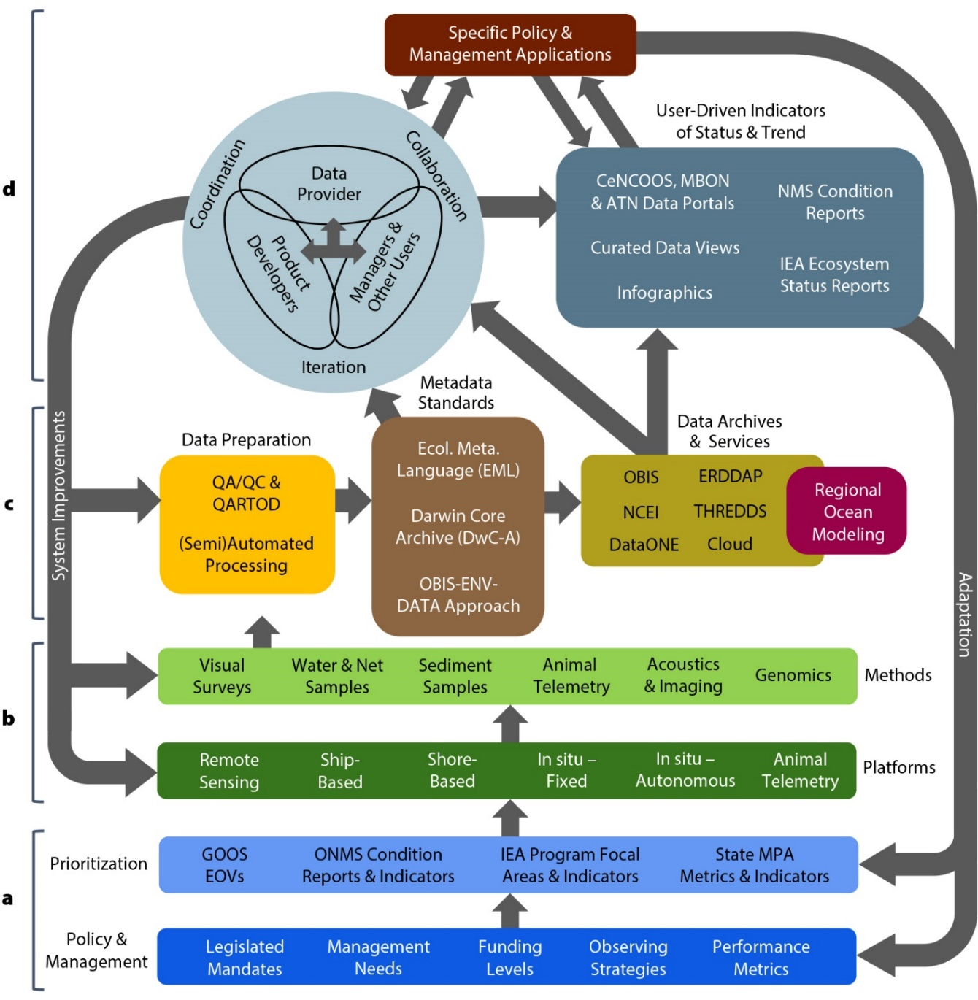 d
Specific Policy &
Management Applications
User-Driven Indicators
of Status & Trend
Coordination
Collaboration
Iteration
Data
Provider
Product
Developers
Managers &
Other Users
CeNCOOS, MBON
& ATN Data Portals
Curated Data Views
Infographics
NMS Condition
Reports
IEA Ecosystem
Status Reports
System Improvements
Adaptation
c
Data Preparation
QA/QC &
QARTOD
(Semi)Automated
Processing
Metadata
Standards
Ecol. Meta.
Language (EML)
Darwin Core
Archive (DwC-A)
OBIS-ENV-
DATA Approach
Data Archives
& Services
OBIS
ERDDAP
NCEI
THREDDS
DataONE
Cloud
Regional
Ocean
Modeling
b
Visual
Surveys
Water & Net
Samples
Sediment
Samples
Animal
Telemetry
Acoustics
& Imaging
Genomics
Methods
Remote
Sensing
Ship-
Based
Shore-
Based
In situ –
Fixed
In situ –
Autonomous
Animal
Telemetry
Platforms
a
Prioritization
GOOS
EOVs
ONMS Condition
Reports & Indicators
IEA Program Focal
Areas & Indicators
State MPA
Metrics & Indicators
Policy &
Management
Legislated
Mandates
Management
Needs
Funding
Levels
Observing
Strategies
Performance
Metrics